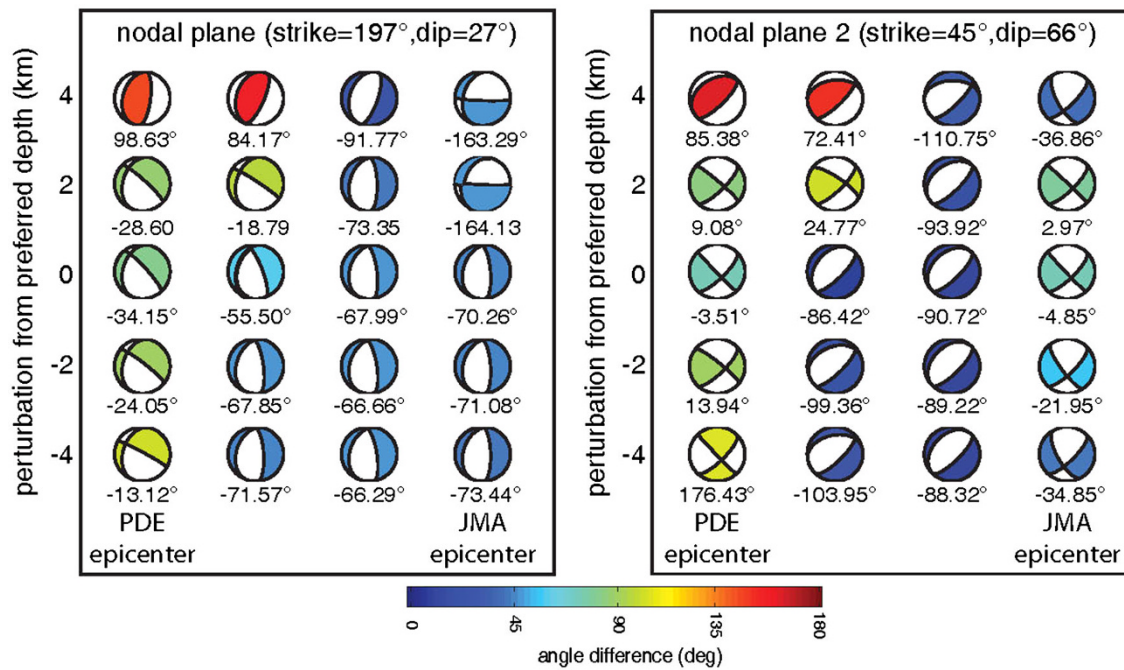 nodal plane (strike=197°,dip=27°)
perturbation from preferred depth (km)
4
98.63° 84.17° -91.77° -163.29°
2
-28.60 -18.79 -73.35 -164.13
0
-34.15° -55.50° -67.99° -70.26°
-2
-24.05° -67.85° -66.66° -71.08°
-4
-13.12° -71.57° -66.29° -73.44°
PDE JMA
epicenter epicenter
nodal plane 2 (strike=45°,dip=66°)
perturbation from preferred depth (km)
4
85.38° 72.41° -110.75° -36.86°
2
9.08° 24.77° -93.92° 2.97°
0
-3.51° -86.42° -90.72° -4.85°
-2
13.94° -99.36° -89.22° -21.95°
-4
176.43° -103.95° -88.32° -34.85°
PDE JMA
epicenter epicenter
0 45 90 135 180
angle difference (deg)